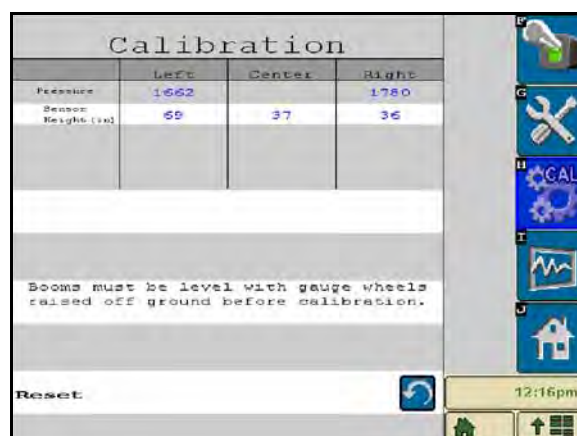 Calibration
Left Center Right
Pressure 1662 1780
Sensor
Height (in) 69 37 36
Booms must be level with gauge wheels
raised off ground before calibration.
Reset
F
G
H
CAL
I
J
12:16pm